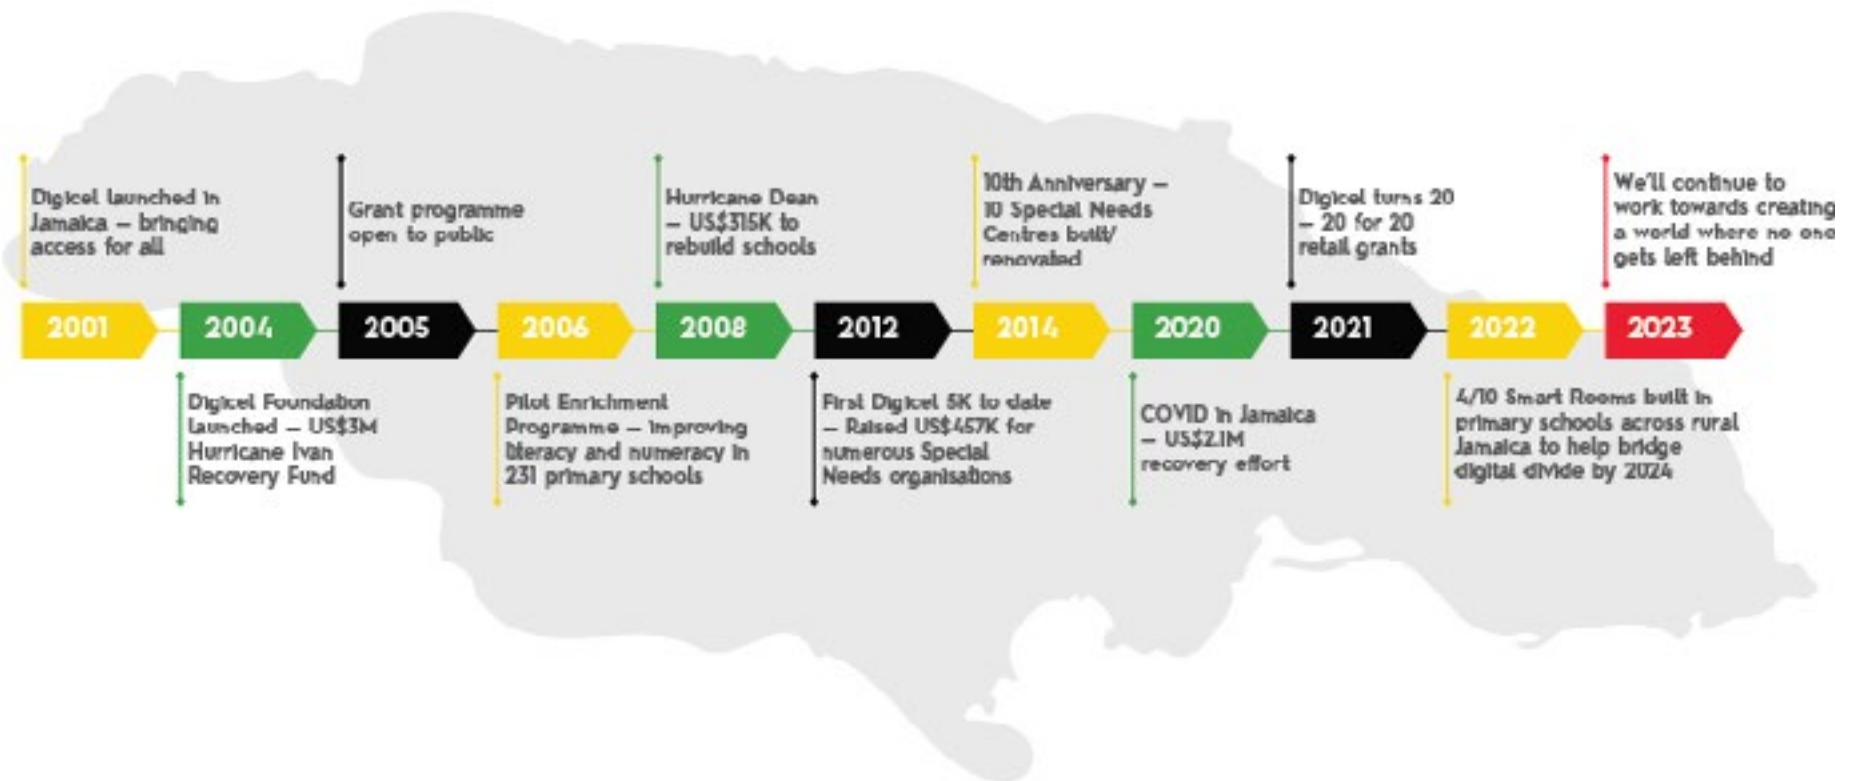 Digicel launched in
Jamaica – bringing
access for all
Grant programme
open to public
Hurricane Dean
– US$315K to
rebuild schools
10th Anniversary –
10 Special Needs
Centres built/
renovated
Digicel turns 20
– 20 for 20
retail grants
We'll continue to
work towards creating
a world where no one
gets left behind
2001
2004
2005
2006
2008
2012
2014
2020
2021
2022
2023
Digicel Foundation
launched – US$3M
Hurricane Ivan
Recovery Fund
Pilot Enrichment
Programme – improving
literacy and numeracy in
231 primary schools
First Digicel 5K to date
– Raised US$457K for
numerous Special
Needs organisations
COVID in Jamaica
– US$2.1M
recovery effort
4/10 Smart Rooms built in
primary schools across rural
Jamaica to help bridge
digital divide by 2024